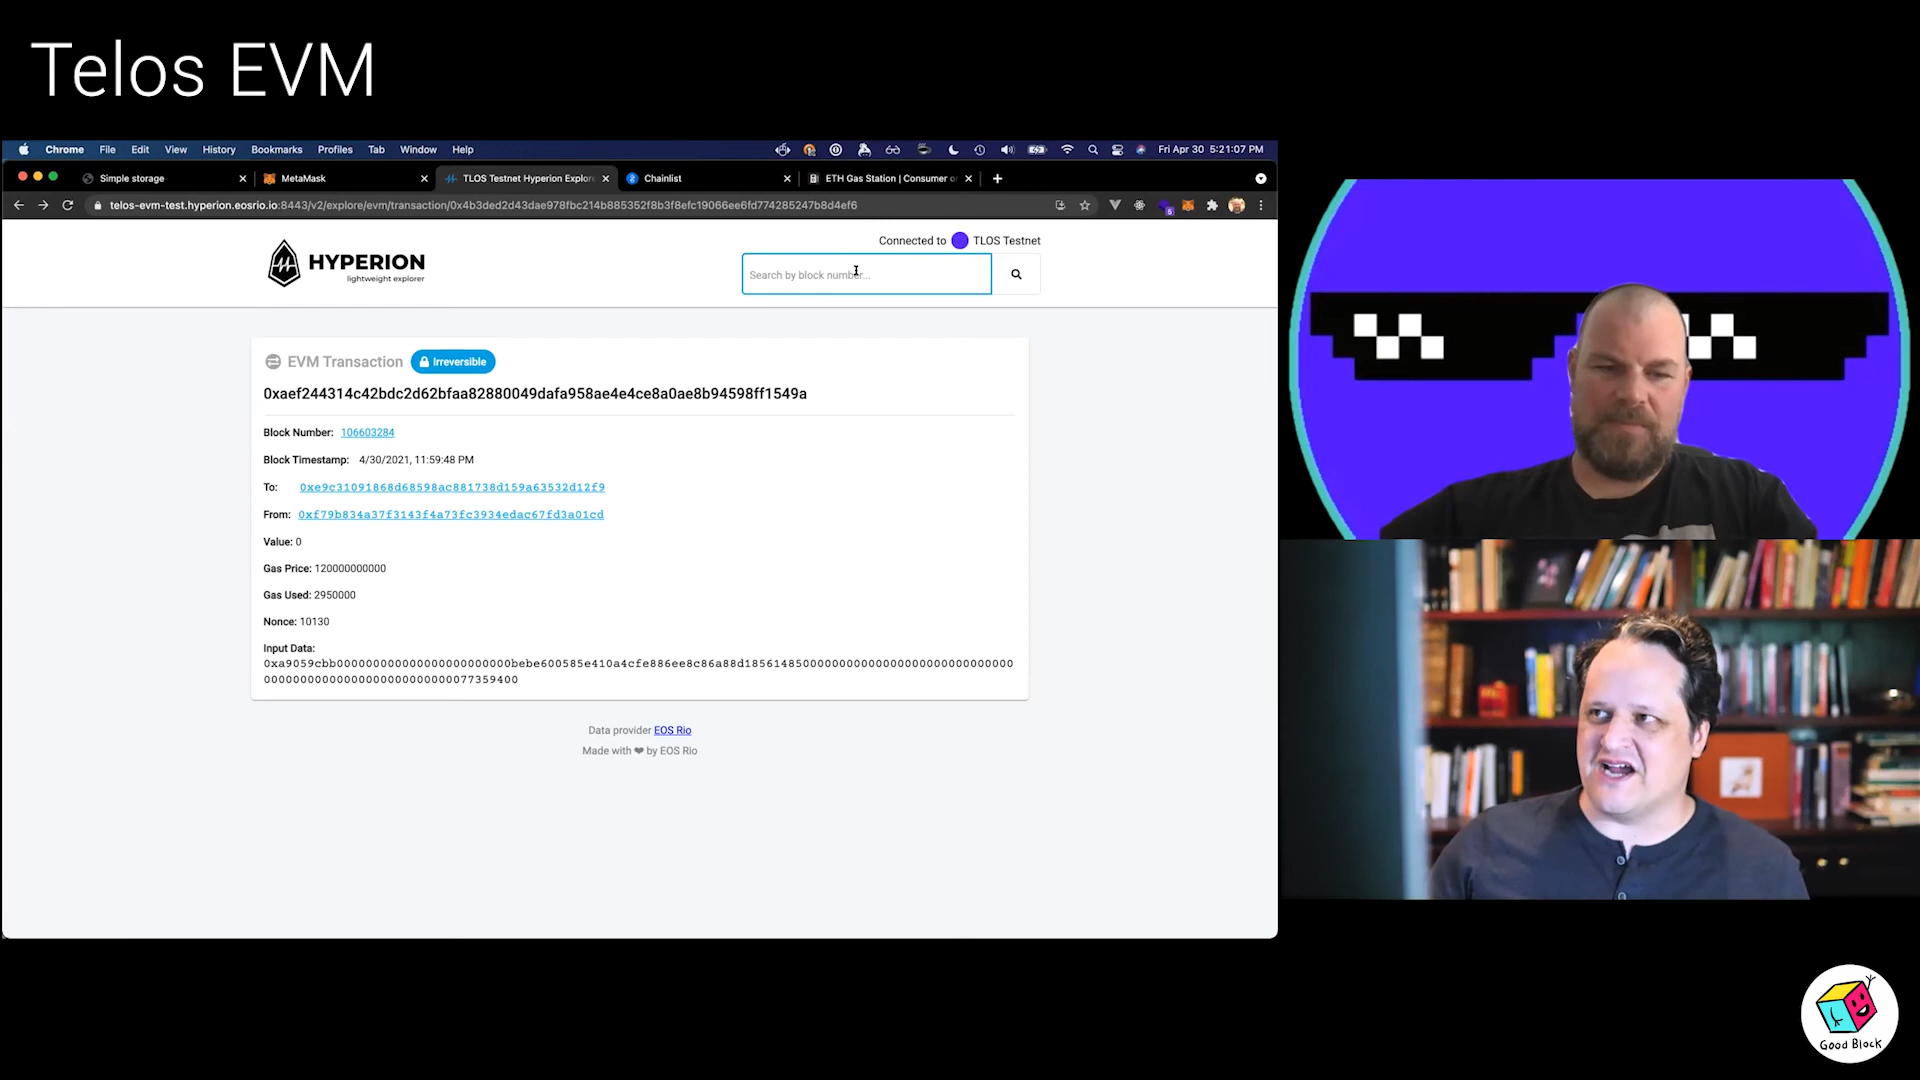 Telos EVM
Chrome File Edit View History Bookmarks Profiles Tab Window Help Fri Apr 30 5:21:07 PM
Simple storage MetaMask TLOS Testnet Hyperion Explor Chainlist ETH Gas Station | Consumer o
telos-evm-test.hyperion.eosrio.io:8443/v2/explore/evm/transaction/0x4b3ded2d43dae978fbc214b885352f8b3f8efc19066ee6fd774285247b8d4ef6
5
Connected to TLOS Testnet
HYPERION
lightweight explorer
Search by block number...
EVM Transaction Irreversible
0xaef244314c42bdc2d62bfaa82880049dafa958ae4e4ce8a0ae8b94598ff1549a
Block Number: 106603284
Block Timestamp: 4/30/2021, 11:59:48 PM
To: 0xe9c31091868d68598ac881738d159a63532d12f9
From: 0xf79b834a37f3143f4a73fc3934edac67fd3a01cd
Value: 0
Gas Price: 120000000000
Gas Used: 2950000
Nonce: 10130
Input Data:
0xa9059cbb000000000000000000000000bebe600585e410a4cfe886ee8c86a88d1856148500000000000000000000000000000000
00000000000000000000000077359400
Data provider EOS Rio
Made with ❤ by EOS Rio
Good Block